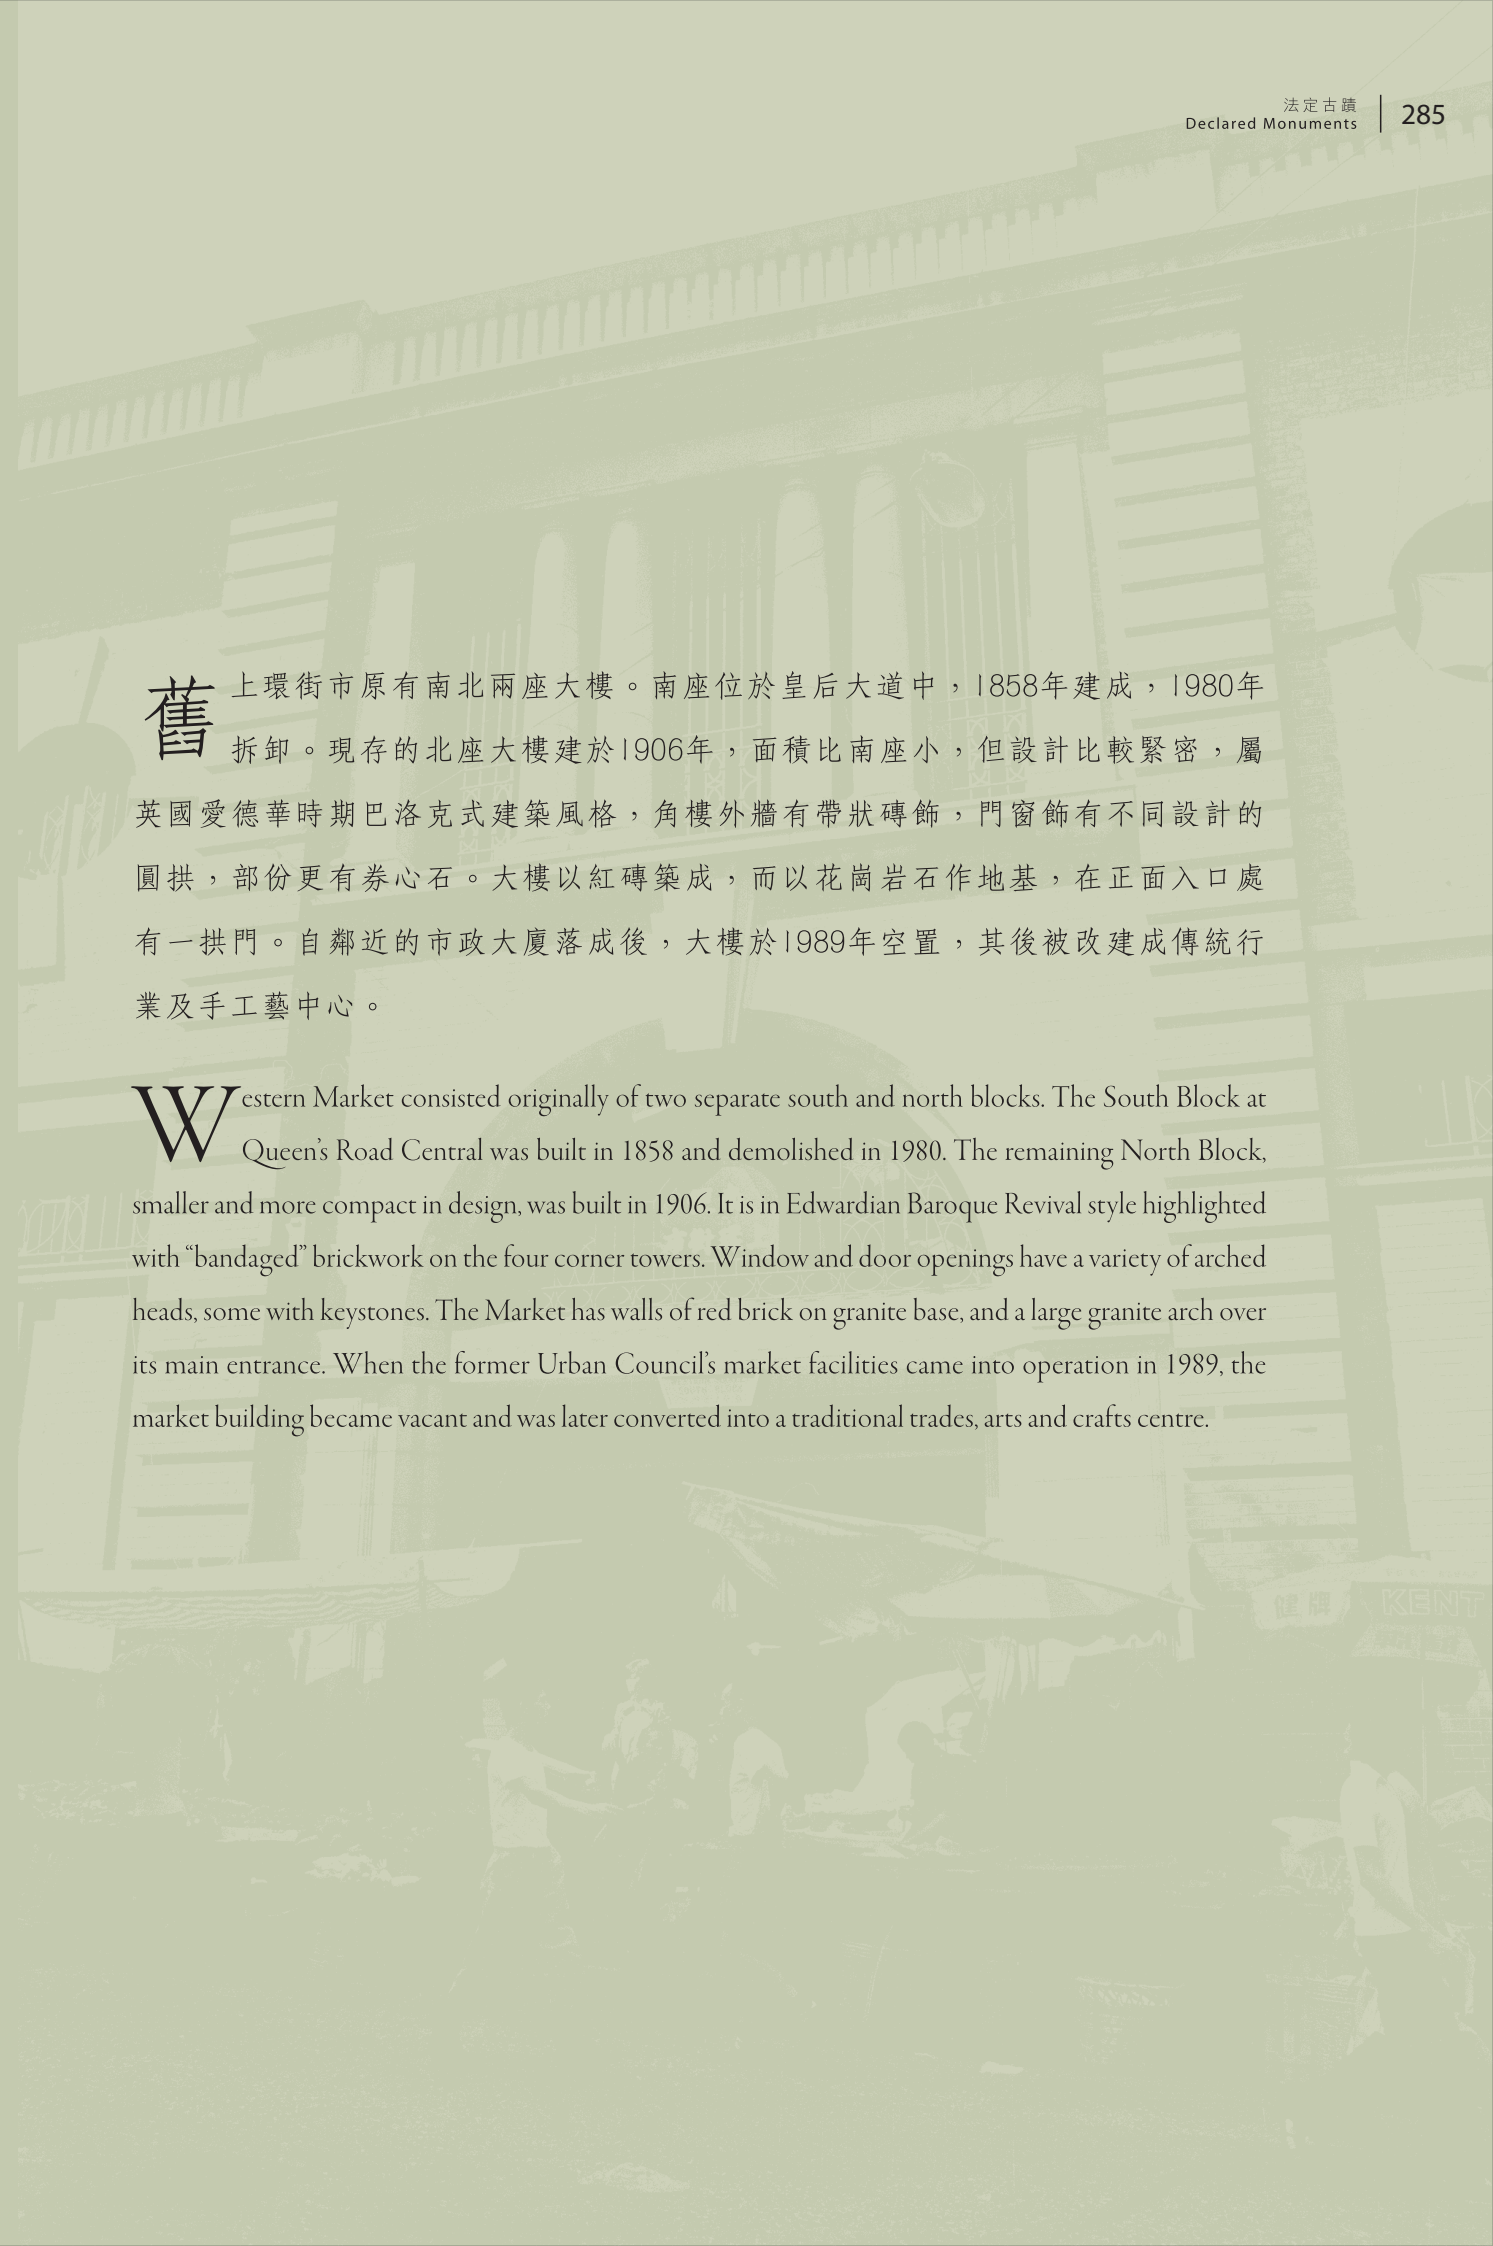 法定古蹟
Declared Monuments
285
舊上環街市原有南北兩座大樓。南座位於皇后大道中，1858年建成，1980年
拆卸。現存的北座大樓建於1906年，面積比南座小，但設計比較緊密，屬
英國愛德華時期巴洛克式建築風格，角樓外牆有帶狀磚飾，門窗飾有不同設計的
圓拱，部份更有券心石。大樓以紅磚築成，而以花崗岩石作地基，在正面入口處
有一拱門。自鄰近的市政大廈落成後，大樓於1989年空置，其後被改建成傳統行
業及手工藝中心。
Western Market consisted originally of two separate south and north blocks. The South Block at
Queen’s Road Central was built in 1858 and demolished in 1980. The remaining North Block,
smaller and more compact in design, was built in 1906. It is in Edwardian Baroque Revival style highlighted
with “bandaged” brickwork on the four corner towers. Window and door openings have a variety of arched
heads, some with keystones. The Market has walls of red brick on granite base, and a large granite arch over
its main entrance. When the former Urban Council’s market facilities came into operation in 1989, the
market building became vacant and was later converted into a traditional trades, arts and crafts centre.
健牌
KENT